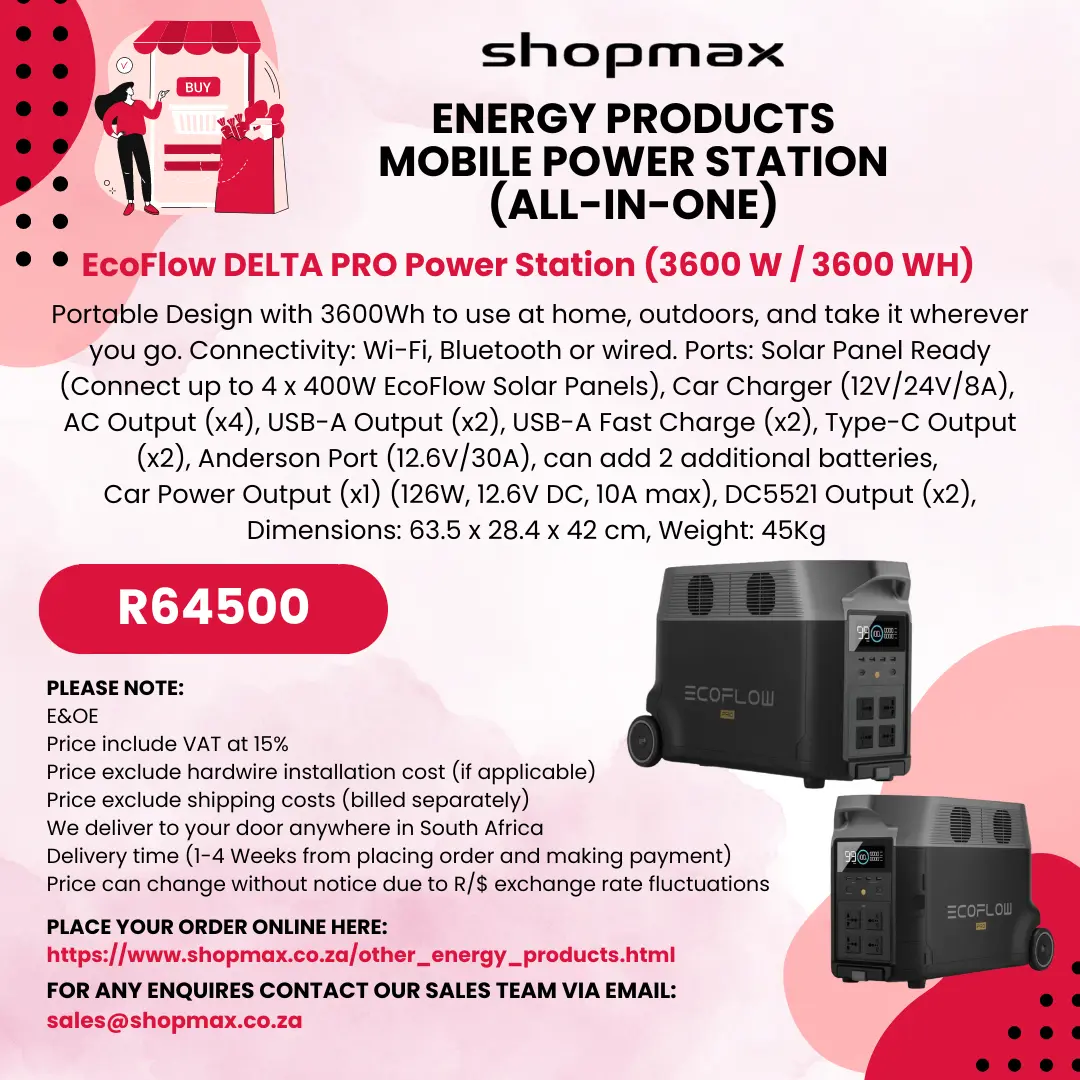 BUY
shopmax
ENERGY PRODUCTS
MOBILE POWER STATION
(ALL-IN-ONE)
EcoFlow DELTA PRO Power Station (3600 W / 3600 WH)
Portable Design with 3600Wh to use at home, outdoors, and take it wherever
you go. Connectivity: Wi-Fi, Bluetooth or wired. Ports: Solar Panel Ready
(Connect up to 4 x 400W EcoFlow Solar Panels), Car Charger (12V/24V/8A),
AC Output (x4), USB-A Output (x2), USB-A Fast Charge (x2), Type-C Output
(x2), Anderson Port (12.6V/30A), can add 2 additional batteries,
Car Power Output (x1) (126W, 12.6V DC, 10A max), DC5521 Output (x2),
Dimensions: 63.5 x 28.4 x 42 cm, Weight: 45Kg
R64500
PLEASE NOTE:
E&OE
Price include VAT at 15%
Price exclude hardwire installation cost (if applicable)
Price exclude shipping costs (billed separately)
We deliver to your door anywhere in South Africa
Delivery time (1-4 Weeks from placing order and making payment)
Price can change without notice due to R/$ exchange rate fluctuations
PLACE YOUR ORDER ONLINE HERE:
https://www.shopmax.co.za/other_energy_products.html
FOR ANY ENQUIRES CONTACT OUR SALES TEAM VIA EMAIL:
sales@shopmax.co.za
99
ECOFLOW
PRO
99
ECOFLOW
PRO